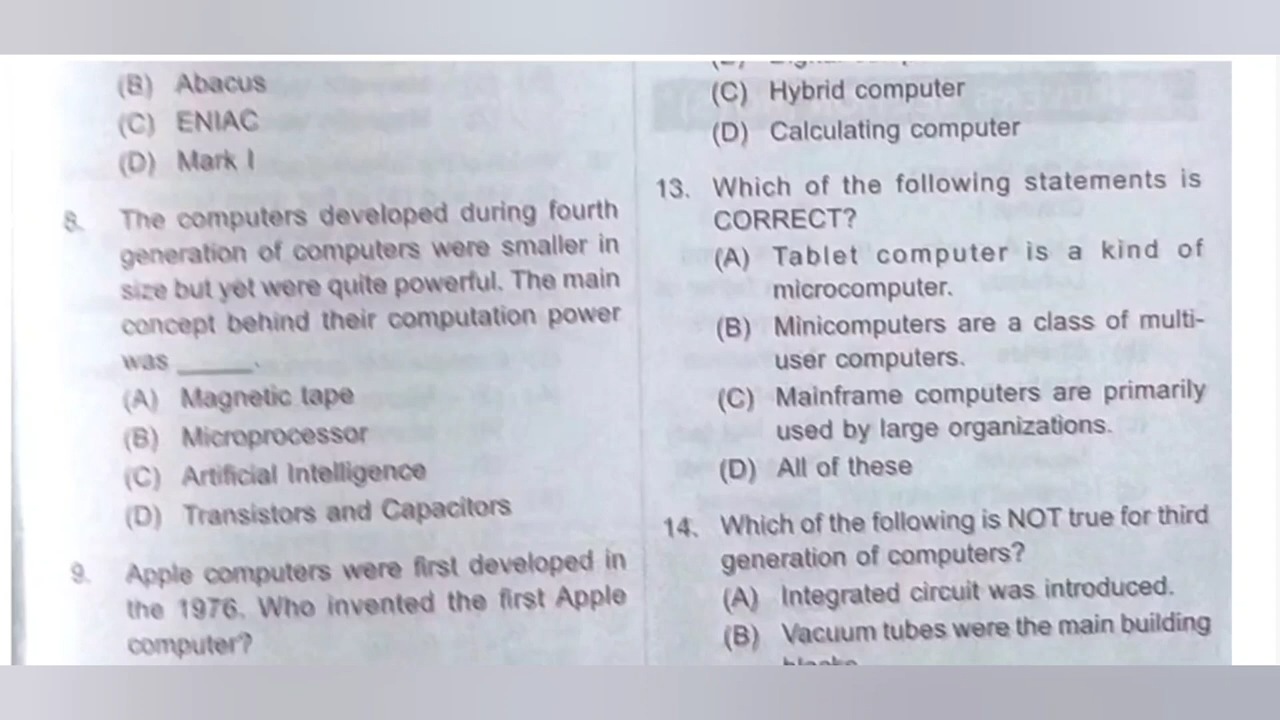 (B) Abacus
(C) ENIAC
(D) Mark I
8. The computers developed during fourth
generation of computers were smaller in
size but yet were quite powerful. The main
concept behind their computation power
was ______.
(A) Magnetic tape
(B) Microprocessor
(C) Artificial Intelligence
(D) Transistors and Capacitors
9. Apple computers were first developed in
the 1976. Who invented the first Apple
computer?
(C) Hybrid computer
(D) Calculating computer
13. Which of the following statements is
CORRECT?
(A) Tablet computer is a kind of
microcomputer.
(B) Minicomputers are a class of multi-
user computers.
(C) Mainframe computers are primarily
used by large organizations.
(D) All of these
14. Which of the following is NOT true for third
generation of computers?
(A) Integrated circuit was introduced.
(B) Vacuum tubes were the main building